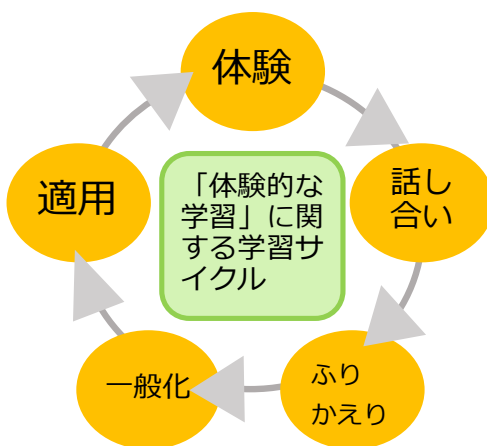 体験
話し
合い
ふり
かえり
一般化
適用
「体験的な
学習」に関
する学習サ
イクル